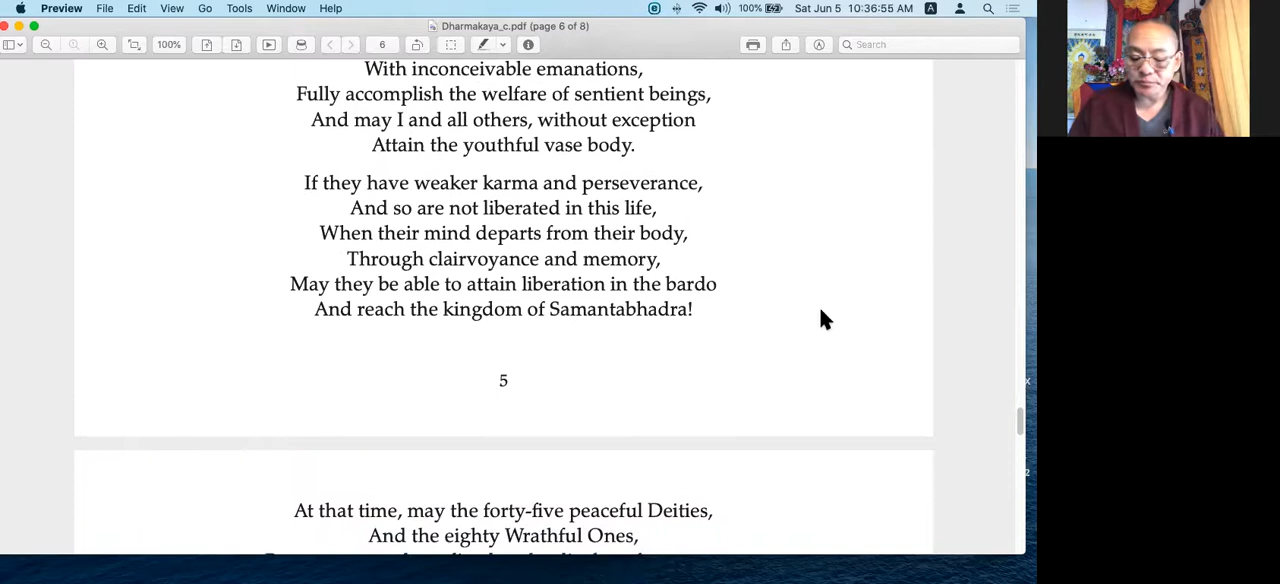 Preview File Edit View Go Tools Window Help
100% Sat Jun 5 10:36:55 AM A
Dharmakaya_c.pdf (page 6 of 8)
100% 6 Search
With inconceivable emanations,
Fully accomplish the welfare of sentient beings,
And may I and all others, without exception
Attain the youthful vase body.
If they have weaker karma and perseverance,
And so are not liberated in this life,
When their mind departs from their body,
Through clairvoyance and memory,
May they be able to attain liberation in the bardo
And reach the kingdom of Samantabhadra!
5
x
2
At that time, may the forty-five peaceful Deities,
And the eighty Wrathful Ones,